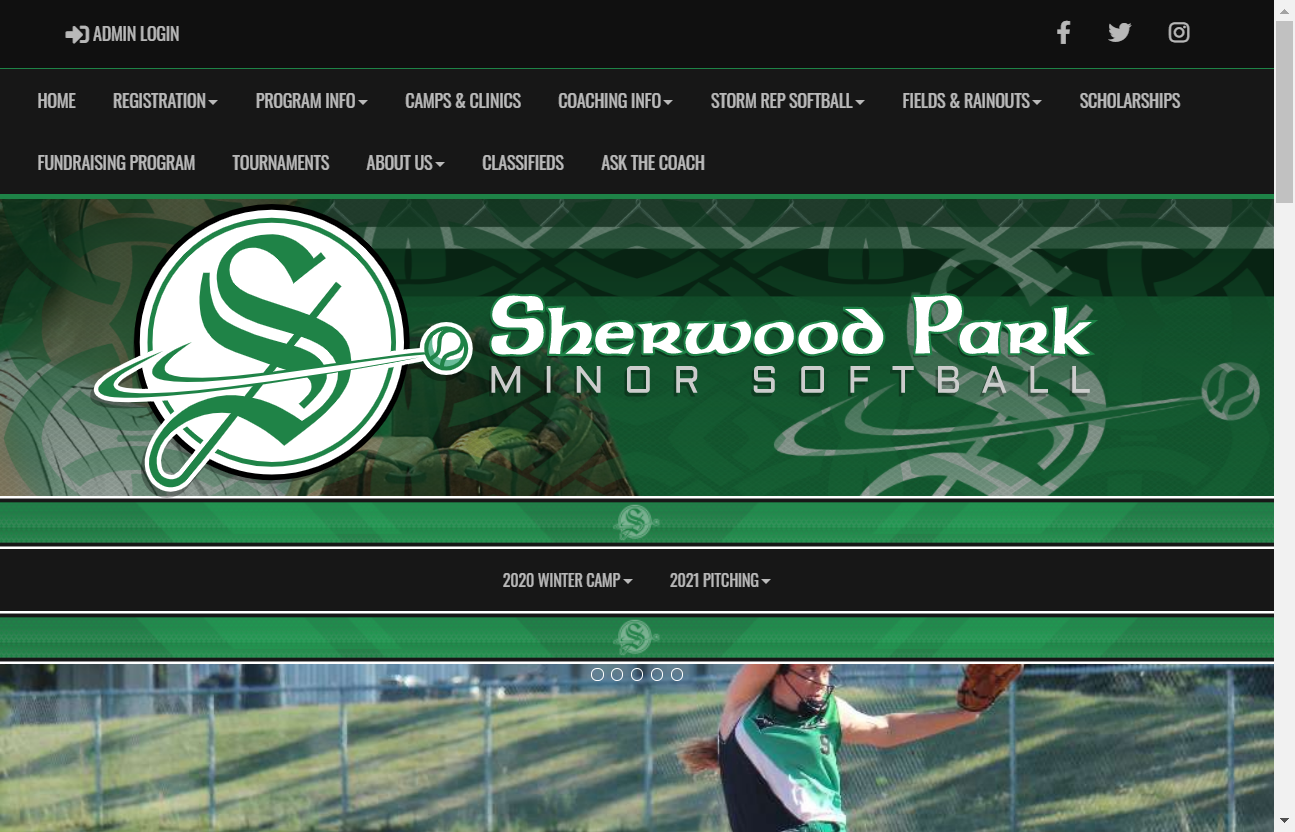 ADMIN LOGIN
HOME REGISTRATION PROGRAM INFO CAMPS & CLINICS COACHING INFO STORM REP SOFTBALL FIELDS & RAINOUTS SCHOLARSHIPS
FUNDRAISING PROGRAM TOURNAMENTS ABOUT US CLASSIFIEDS ASK THE COACH
S
Sherwood Park
MINOR SOFTBALL
2020 WINTER CAMP 2021 PITCHING